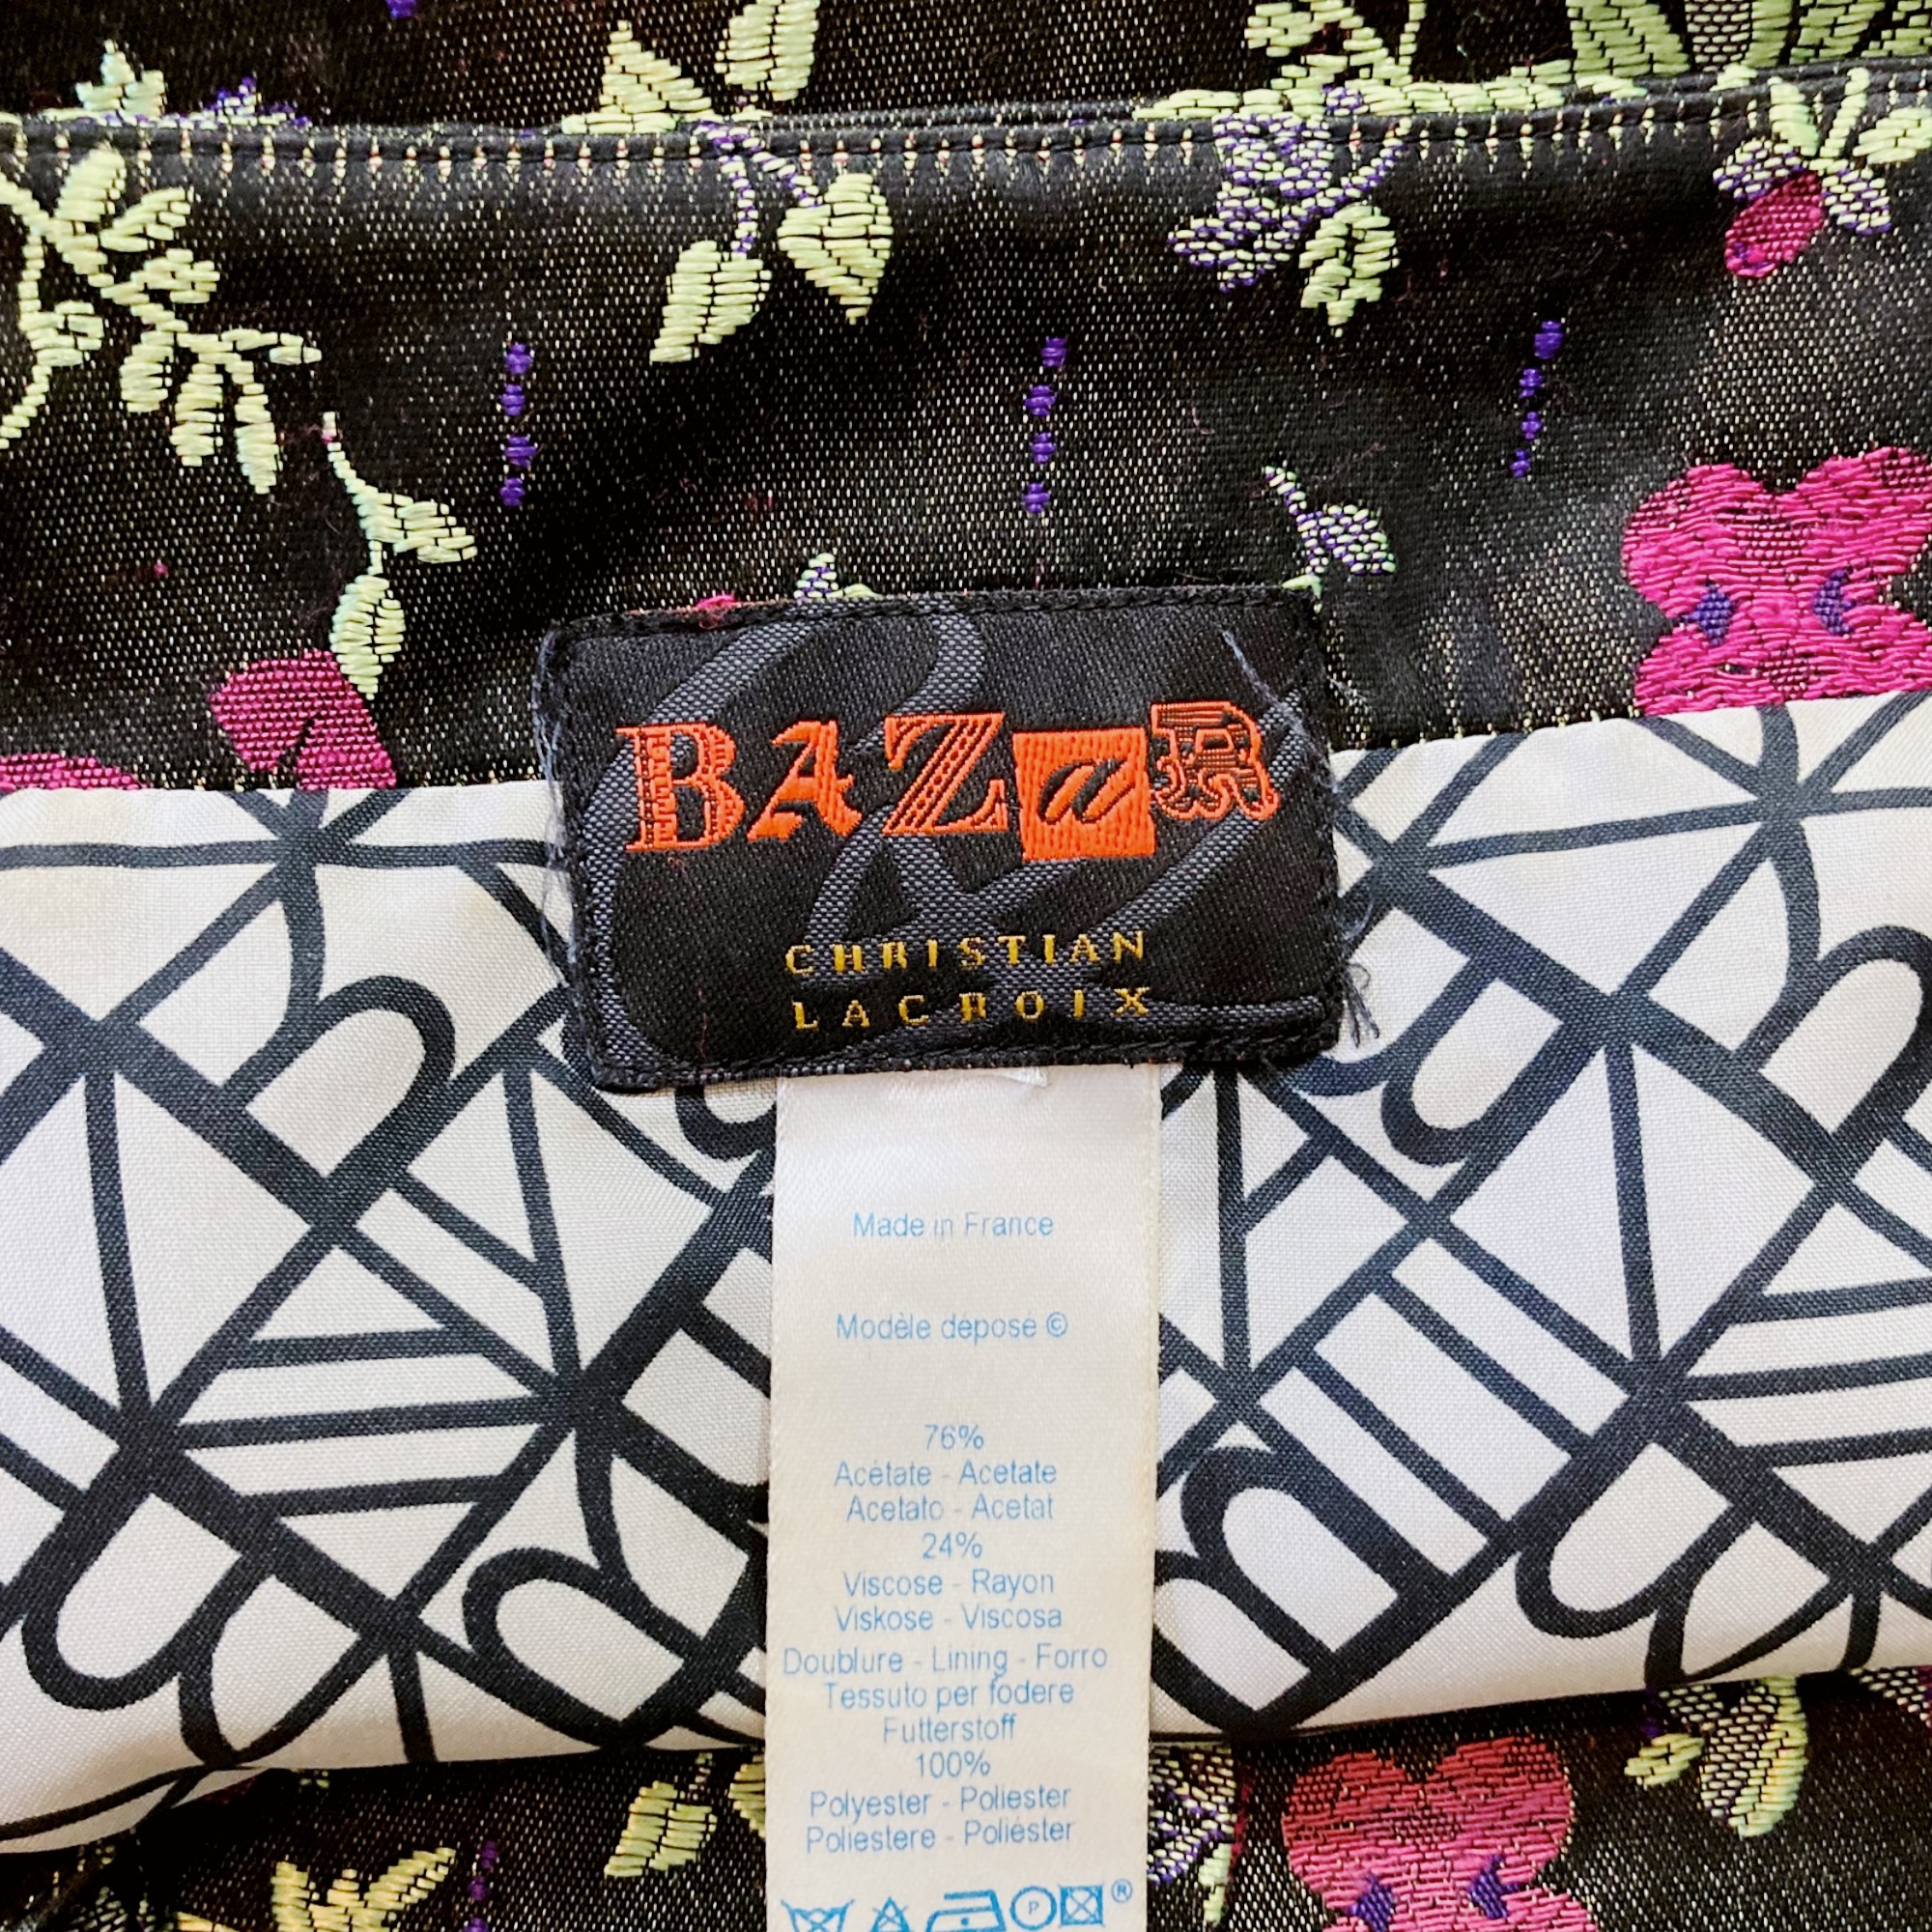 BAZaR
CHRISTIAN
LACROIX
Made in France
Modèle déposé ©
76%
Acétate - Acetate
Acetato - Acetat
24%
Viscose - Rayon
Viskose - Viscosa
Doublure - Lining - Forro
Tessuto per fodere
Futterstoff
100%
Polyester - Poliester
Poliestere - Poliéster
P ®